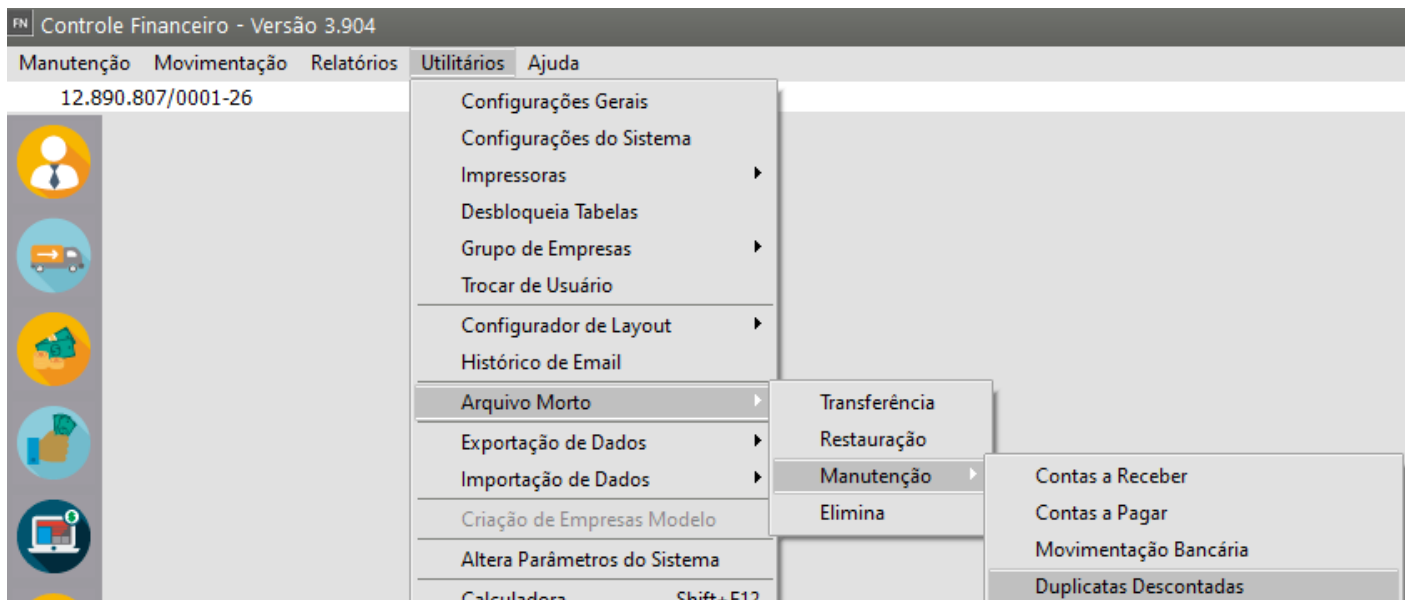 FN Controle Financeiro - Versão 3.904
Manutenção Movimentação Relatórios Utilitários Ajuda
12.890.807/0001-26
Configurações Gerais
Configurações do Sistema
Impressoras
Desbloqueia Tabelas
Grupo de Empresas
Trocar de Usuário
Configurador de Layout
Histórico de Email
Arquivo Morto
Exportação de Dados
Importação de Dados
Criação de Empresas Modelo
Altera Parâmetros do Sistema
Calculadora Shift+F12
Transferência
Restauração
Manutenção
Elimina
Contas a Receber
Contas a Pagar
Movimentação Bancária
Duplicatas Descontadas